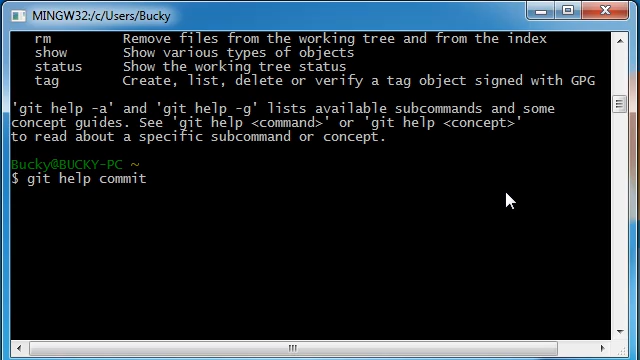 MINGW32:/c/Users/Bucky
rm Remove files from the working tree and from the index
show Show various types of objects
status Show the working tree status
tag Create, list, delete or verify a tag object signed with GPG
'git help -a' and 'git help -g' lists available subcommands and some
concept guides. See 'git help <command>' or 'git help <concept>'
to read about a specific subcommand or concept.
Bucky@BUCKY-PC ~
$ git help commit